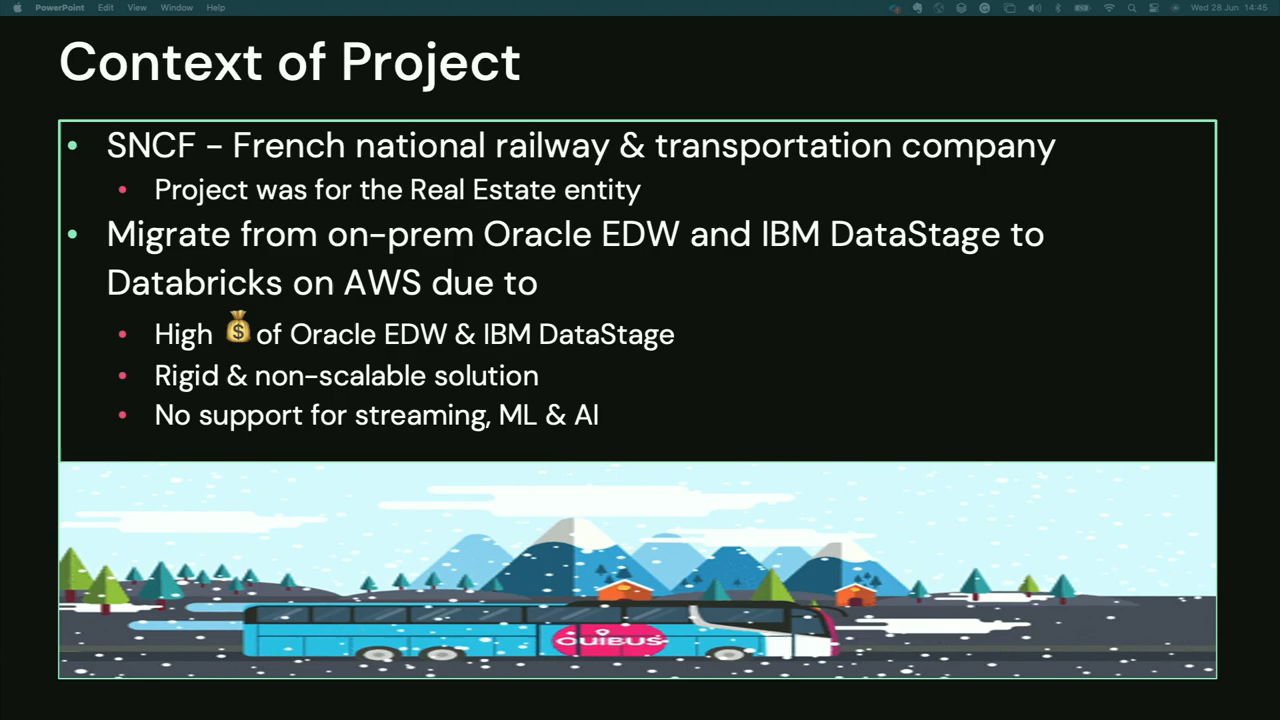 PowerPoint Edit View Window Help Wed 28 Jun 14:45
Context of Project
• SNCF – French national railway & transportation company
• Project was for the Real Estate entity
• Migrate from on-prem Oracle EDW and IBM DataStage to
Databricks on AWS due to
• High 💰of Oracle EDW & IBM DataStage
• Rigid & non-scalable solution
• No support for streaming, ML & AI
OUIBUS